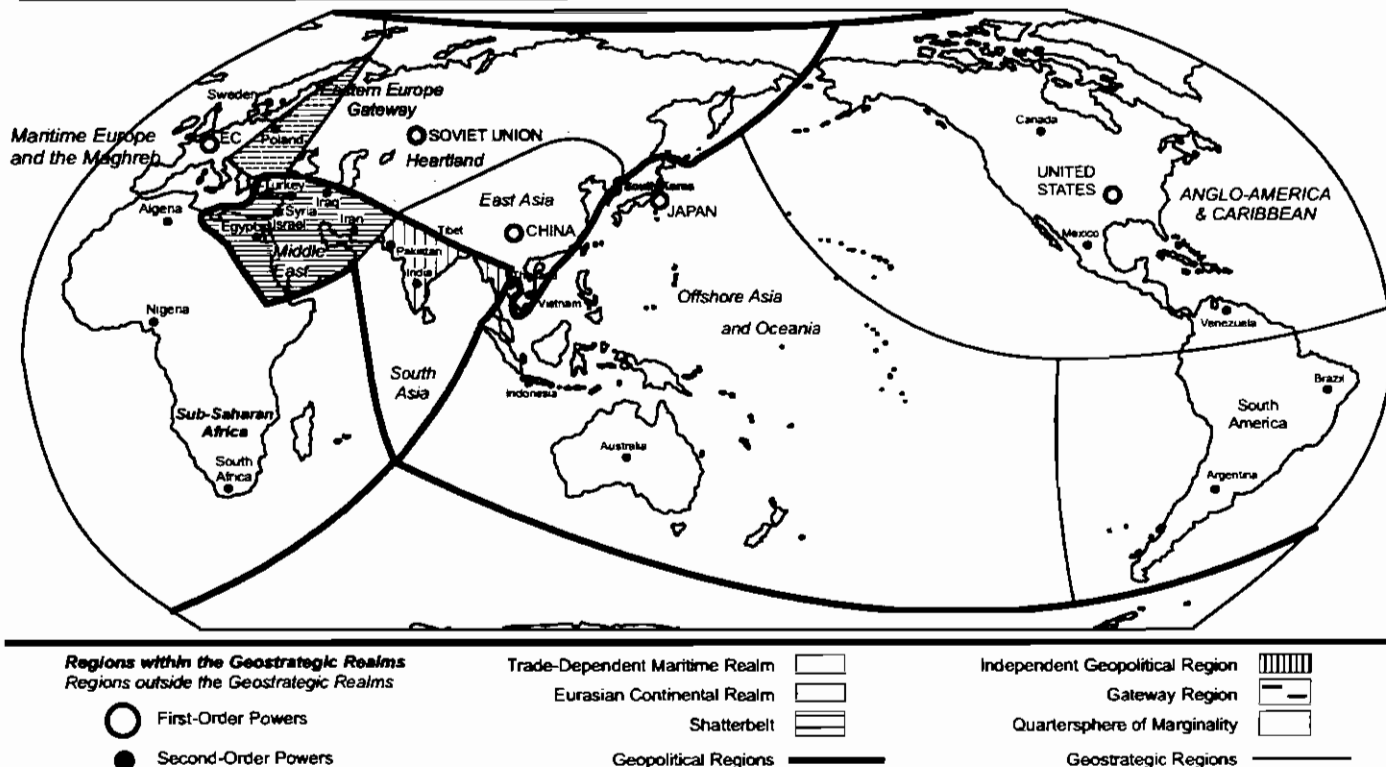 Sweden
Eastern Europe
Gateway
Maritime Europe
and the Maghreb
EC
Poland
SOVIET UNION
Heartland
Canada
UNITED
STATES
ANGLO-AMERICA
& CARIBBEAN
Turkey
Syria
Iraq
Israel
Iran
Egypt
Algeria
Middle
East
East Asia
CHINA
Tibet
South Korea
JAPAN
Pakistan
India
Vietnam
Mexico
Offshore Asia
and Oceania
Nigeria
Venezuela
South
Asia
Indonesia
Brazil
Sub-Saharan
Africa
South
America
South
Africa
Australia
Argentina
Regions within the Geostrategic Realms
Regions outside the Geostrategic Realms
First-Order Powers
Second-Order Powers
Trade-Dependent Maritime Realm
Eurasian Continental Realm
Shatterbelt
Geopolitical Regions
Independent Geopolitical Region
Gateway Region
Quartersphere of Marginality
Geostrategic Regions